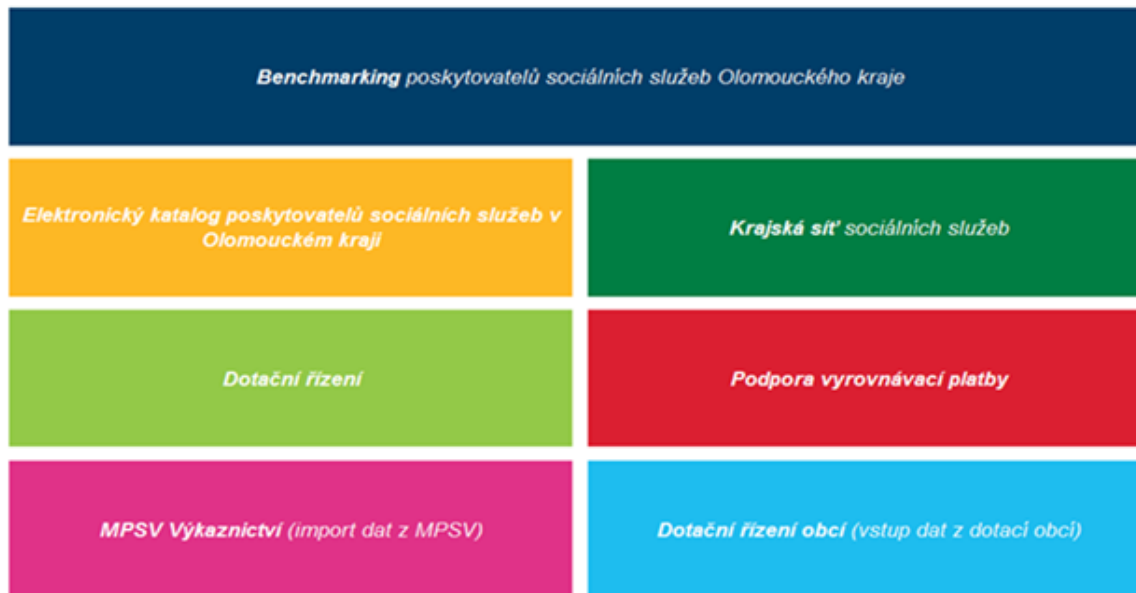 Benchmarking poskytovatelů sociálních služeb Olomouckého kraje
Elektronický katalog poskytovatelů sociálních služeb v
Olomouckém kraji
Krajská síť sociálních služeb
Dotační řízení
Podpora vyrovnávací platby
MPSV Výkaznictví (import dat z MPSV)
Dotační řízení obcí (vstup dat z dotací obcí)